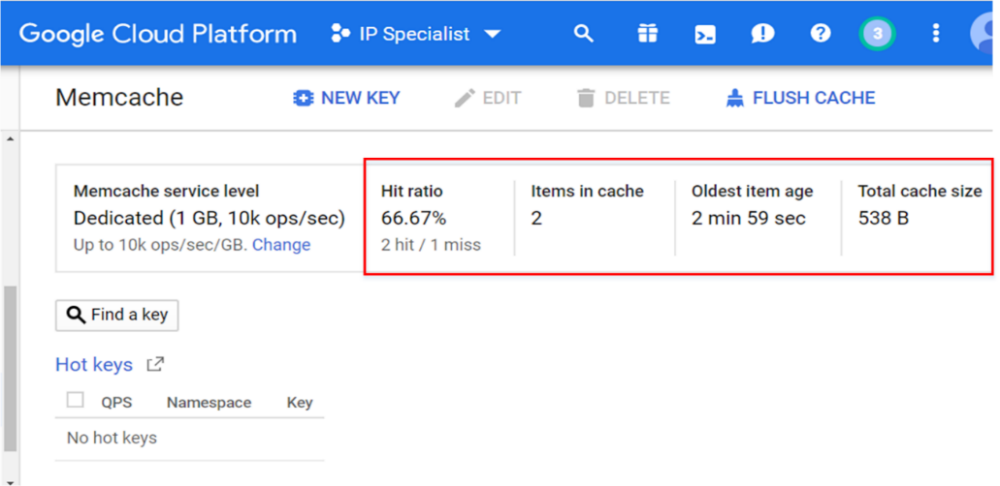 Google Cloud Platform IP Specialist 3
Memcache NEW KEY EDIT DELETE FLUSH CACHE
Memcache service level
Dedicated (1 GB, 10k ops/sec)
Up to 10k ops/sec/GB. Change
Hit ratio
66.67%
2 hit / 1 miss
Items in cache
2
Oldest item age
2 min 59 sec
Total cache size
538 B
Find a key
Hot keys
QPS Namespace Key
No hot keys